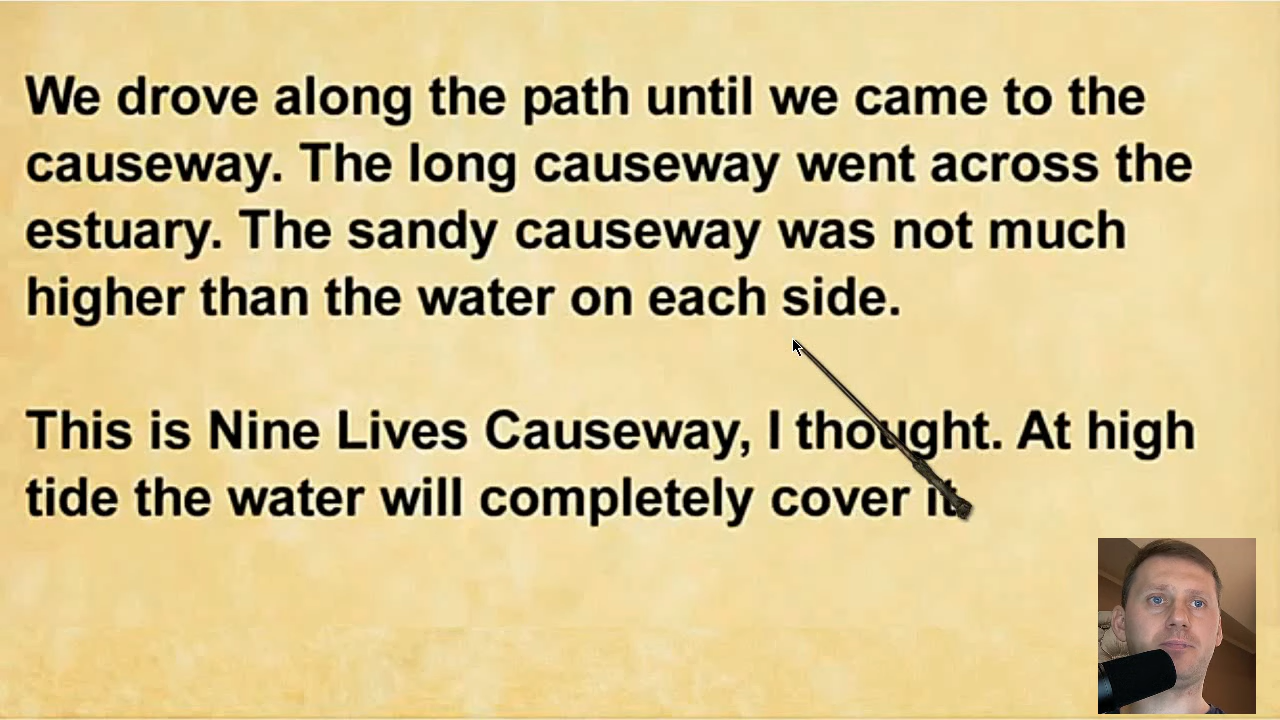 We drove along the path until we came to the
causeway. The long causeway went across the
estuary. The sandy causeway was not much
higher than the water on each side.
This is Nine Lives Causeway, I thought. At high
tide the water will completely cover it